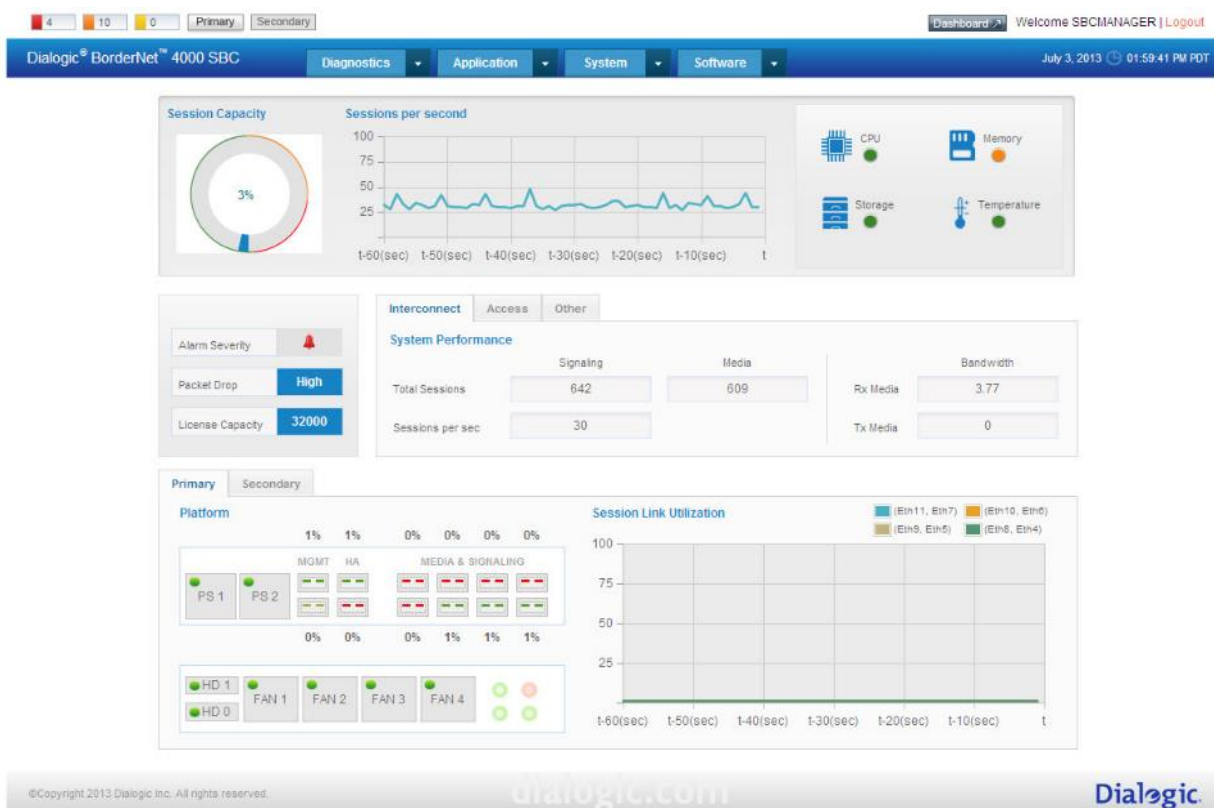 4 10 0 Primary Secondary Dashboard Welcome SBCMANAGER | Logout
Dialogic® BorderNet™ 4000 SBC Diagnostics Application System Software July 3, 2013 01:59:41 PM PDT
Session Capacity
3%
Sessions per second
100
75
50
25
t-60(sec) t-50(sec) t-40(sec) t-30(sec) t-20(sec) t-10(sec) t
CPU Memory
Storage Temperature
Alarm Severity
Packet Drop High
License Capacity 32000
Interconnect Access Other
System Performance
Signaling Media Bandwidth
Total Sessions 642 609 Rx Media 3.77
Sessions per sec 30 Tx Media 0
Primary Secondary
Platform
1% 1% 0% 0% 0% 0%
MGMT HA MEDIA & SIGNALING
PS 1 PS 2
0% 0% 0% 1% 1% 1%
HD 1
HD 0
FAN 1 FAN 2 FAN 3 FAN 4
Session Link Utilization
(Eth11, Eth7) (Eth10, Eth6)
(Eth9, Eth5) (Eth8, Eth4)
100
75
50
25
t-60(sec) t-50(sec) t-40(sec) t-30(sec) t-20(sec) t-10(sec) t
©Copyright 2013 Dialogic Inc. All rights reserved. dialogic.com Dialogic.